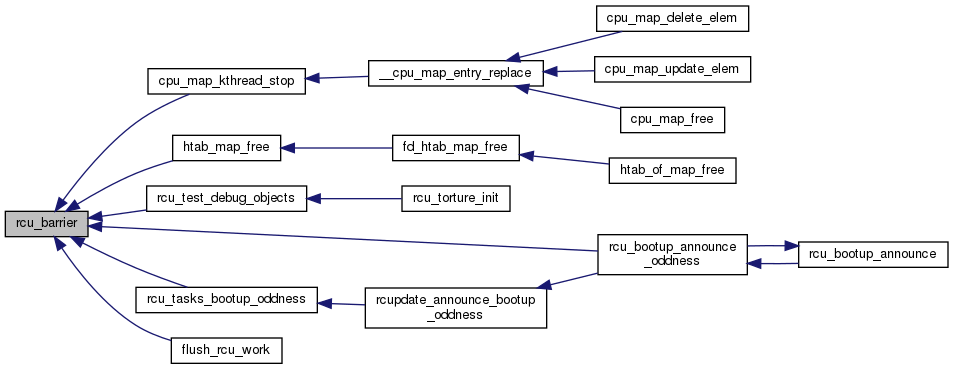 cpu_map_delete_elem
cpu_map_kthread_stop
__cpu_map_entry_replace
cpu_map_update_elem
cpu_map_free
htab_map_free
fd_htab_map_free
htab_of_map_free
rcu_test_debug_objects
rcu_torture_init
rcu_barrier
rcu_bootup_announce
_oddness
rcu_bootup_announce
rcu_tasks_bootup_oddness
rcupdate_announce_bootup
_oddness
flush_rcu_work